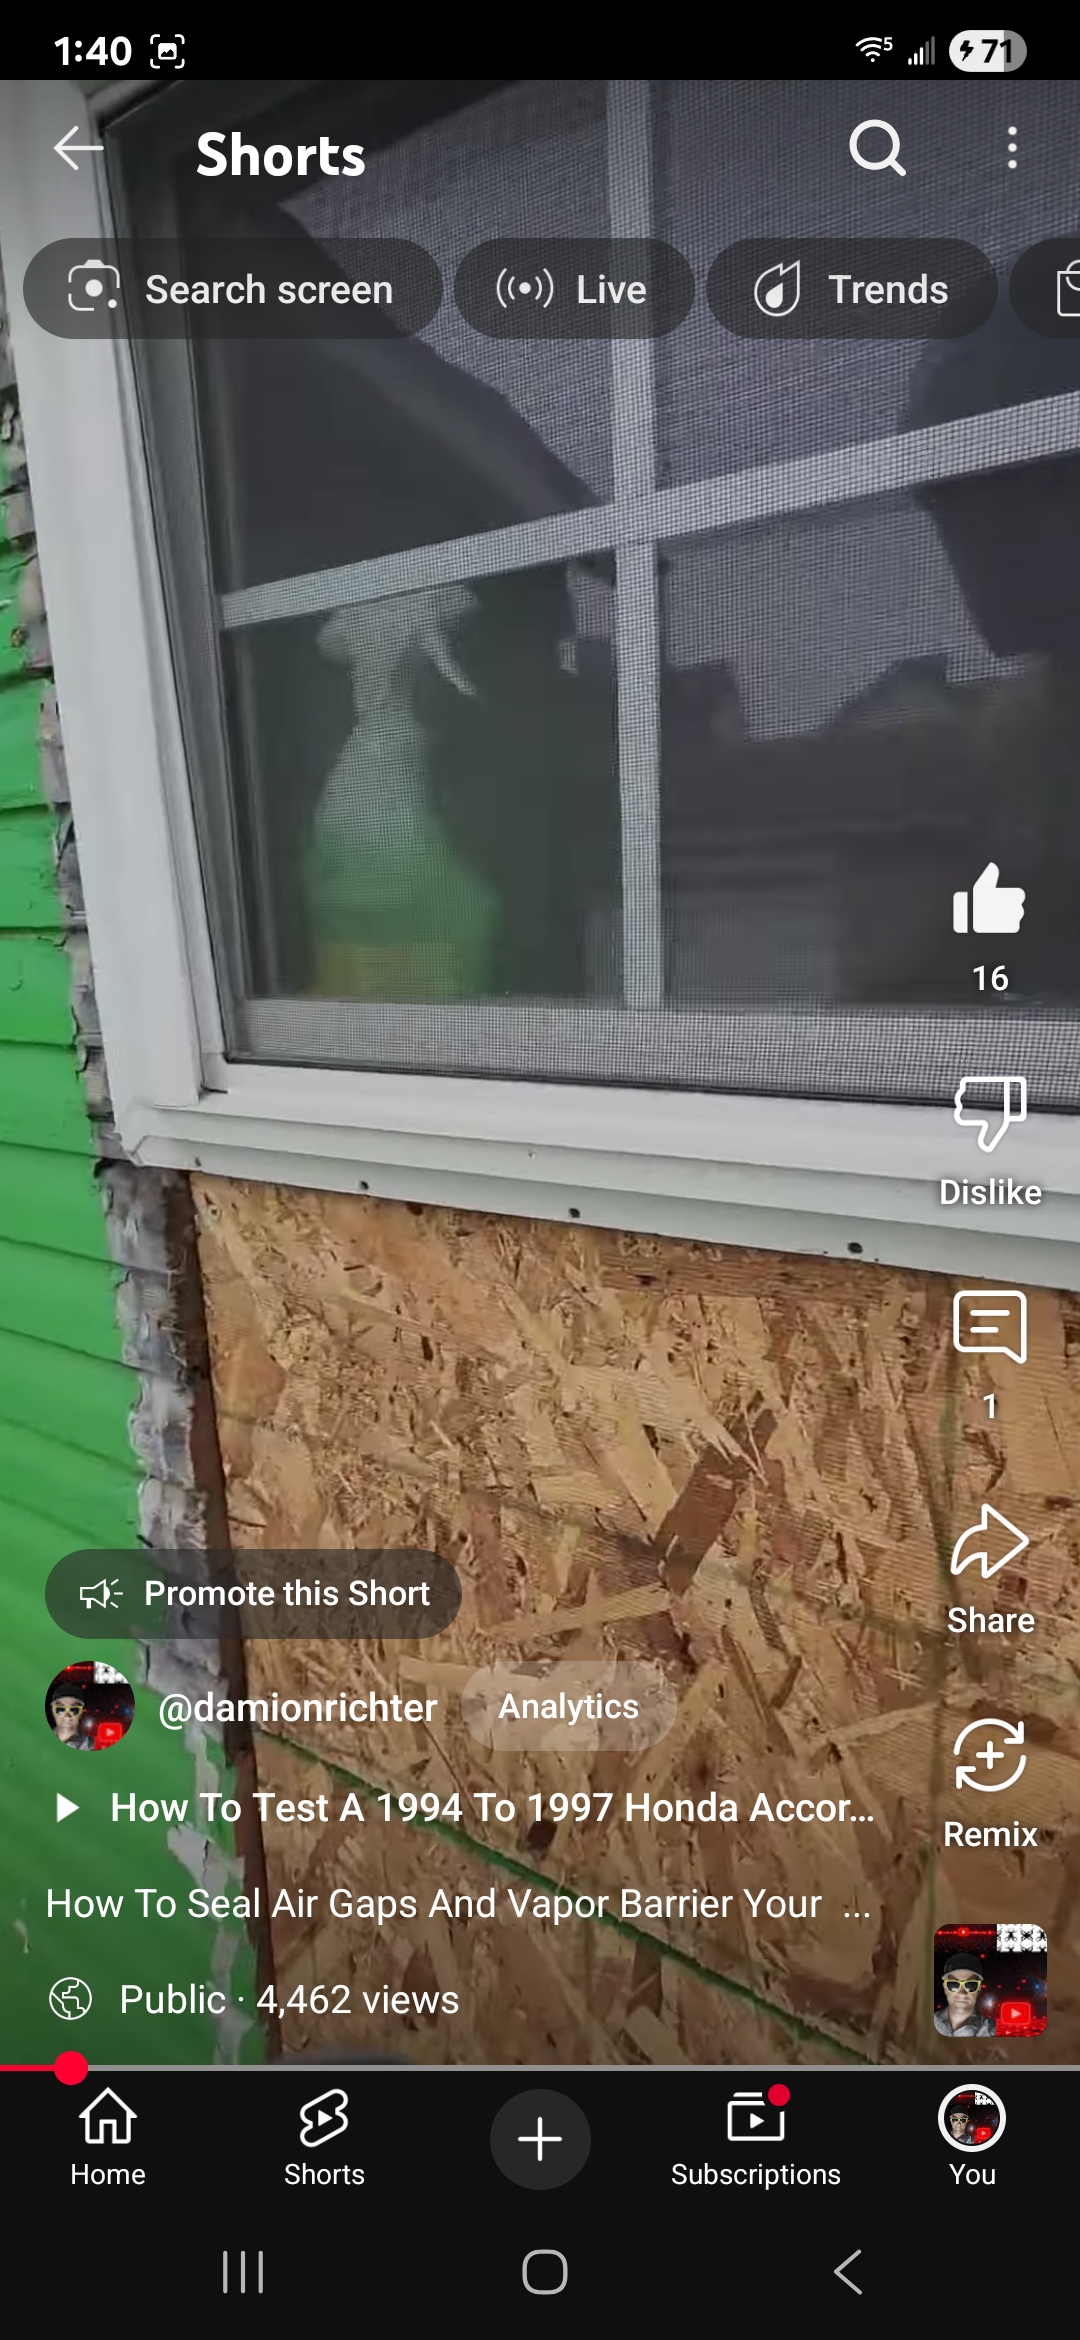 1:40
5
71
Shorts
Search screen
Live
Trends
16
Dislike
1
Share
Promote this Short
@damionrichter
Analytics
How To Test A 1994 To 1997 Honda Accor...
Remix
How To Seal Air Gaps And Vapor Barrier Your ...
Public · 4,462 views
Home
Shorts
Subscriptions
You